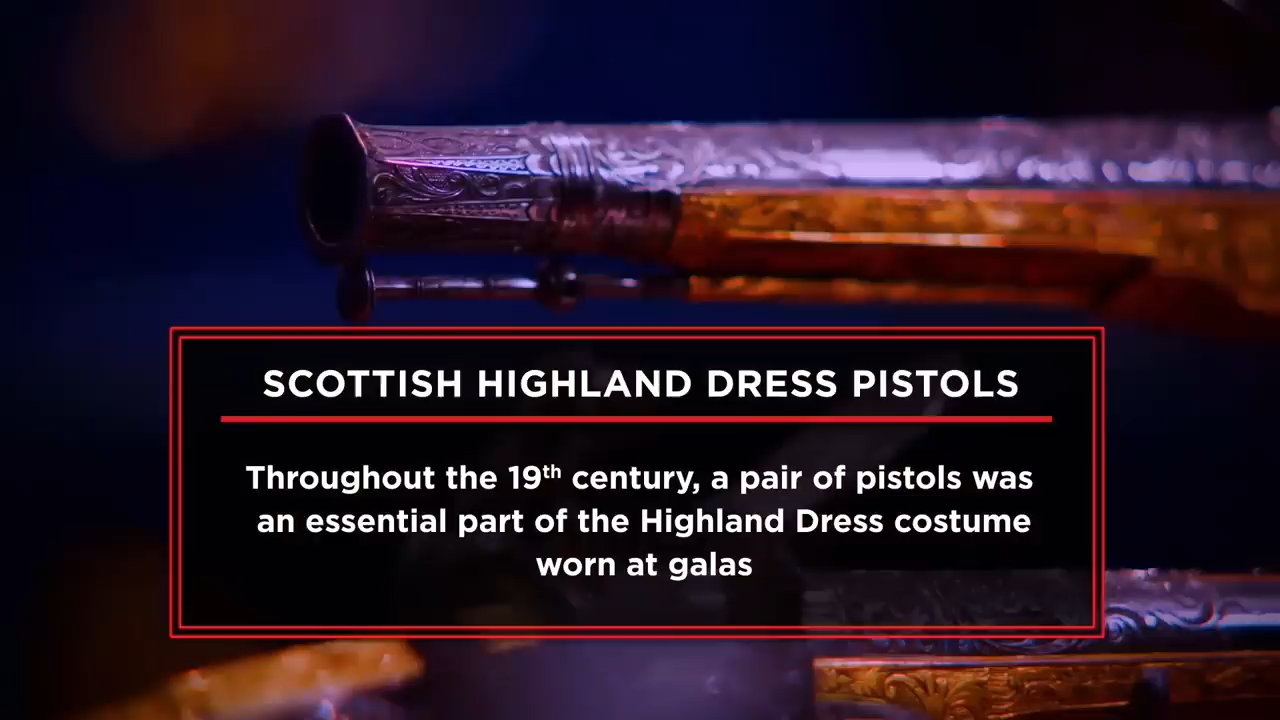 SCOTTISH HIGHLAND DRESS PISTOLS
Throughout the 19th century, a pair of pistols was
an essential part of the Highland Dress costume
worn at galas